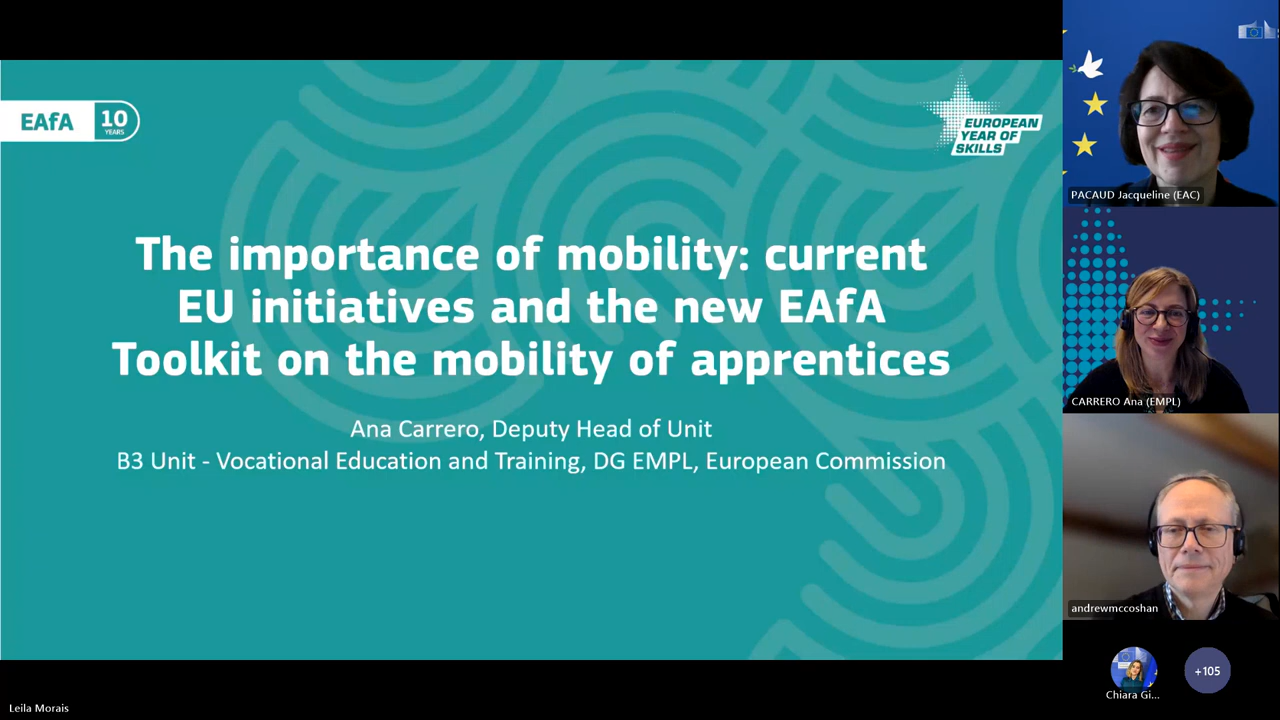 EAfA
10
YEARS
EUROPEAN
YEAR OF
SKILLS
The importance of mobility: current
EU initiatives and the new EAfA
Toolkit on the mobility of apprentices
Ana Carrero, Deputy Head of Unit
B3 Unit - Vocational Education and Training, DG EMPL, European Commission
PACAUD Jacqueline (EAC)
CARRERO Ana (EMPL)
andrewmccoshan
Chiara Gi...
+105
Leila Morais